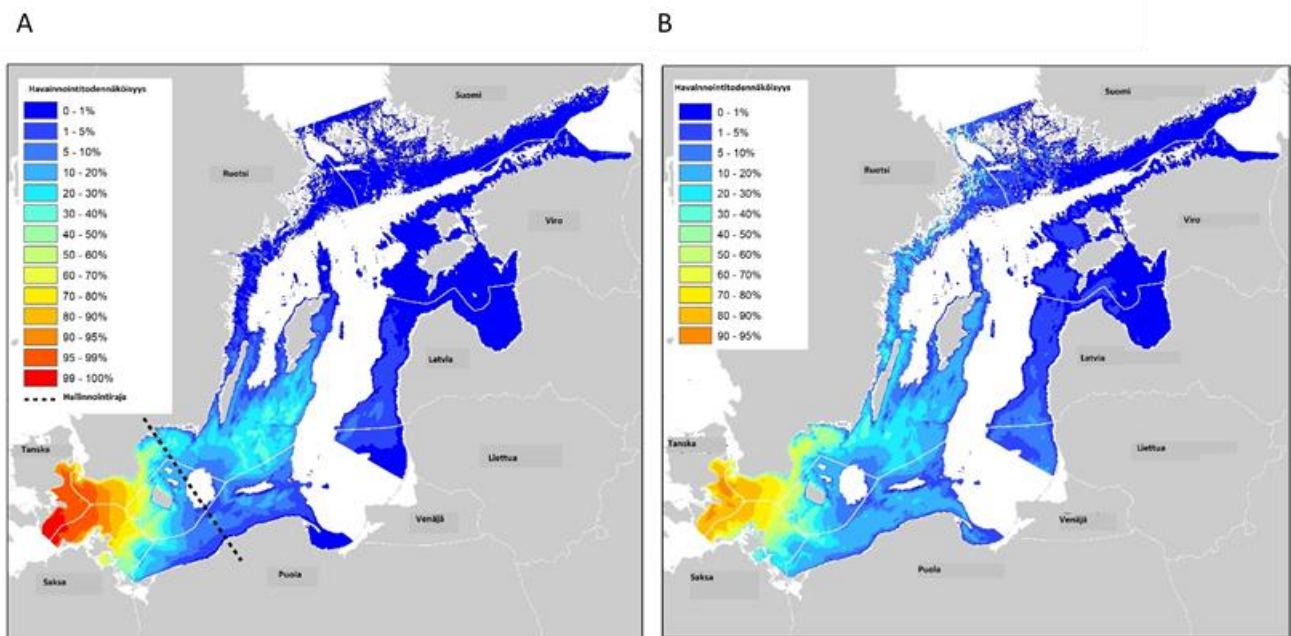 A
B
Havainnointitodennäköisyys
0 - 1%
1 - 5%
5 - 10%
10 - 20%
20 - 30%
30 - 40%
40 - 50%
50 - 60%
60 - 70%
70 - 80%
80 - 90%
90 - 95%
95 - 99%
99 - 100%
Hallinnointiraja
Suomi
Ruotsi
Viro
Latvia
Liettua
Tanska
Venäjä
Saksa
Puola
Havainnointitodennäköisyys
0 - 1%
1 - 5%
5 - 10%
10 - 20%
20 - 30%
30 - 40%
40 - 50%
50 - 60%
60 - 70%
70 - 80%
80 - 90%
90 - 95%
Suomi
Ruotsi
Viro
Latvia
Liettua
Tanska
Venäjä
Saksa
Puola